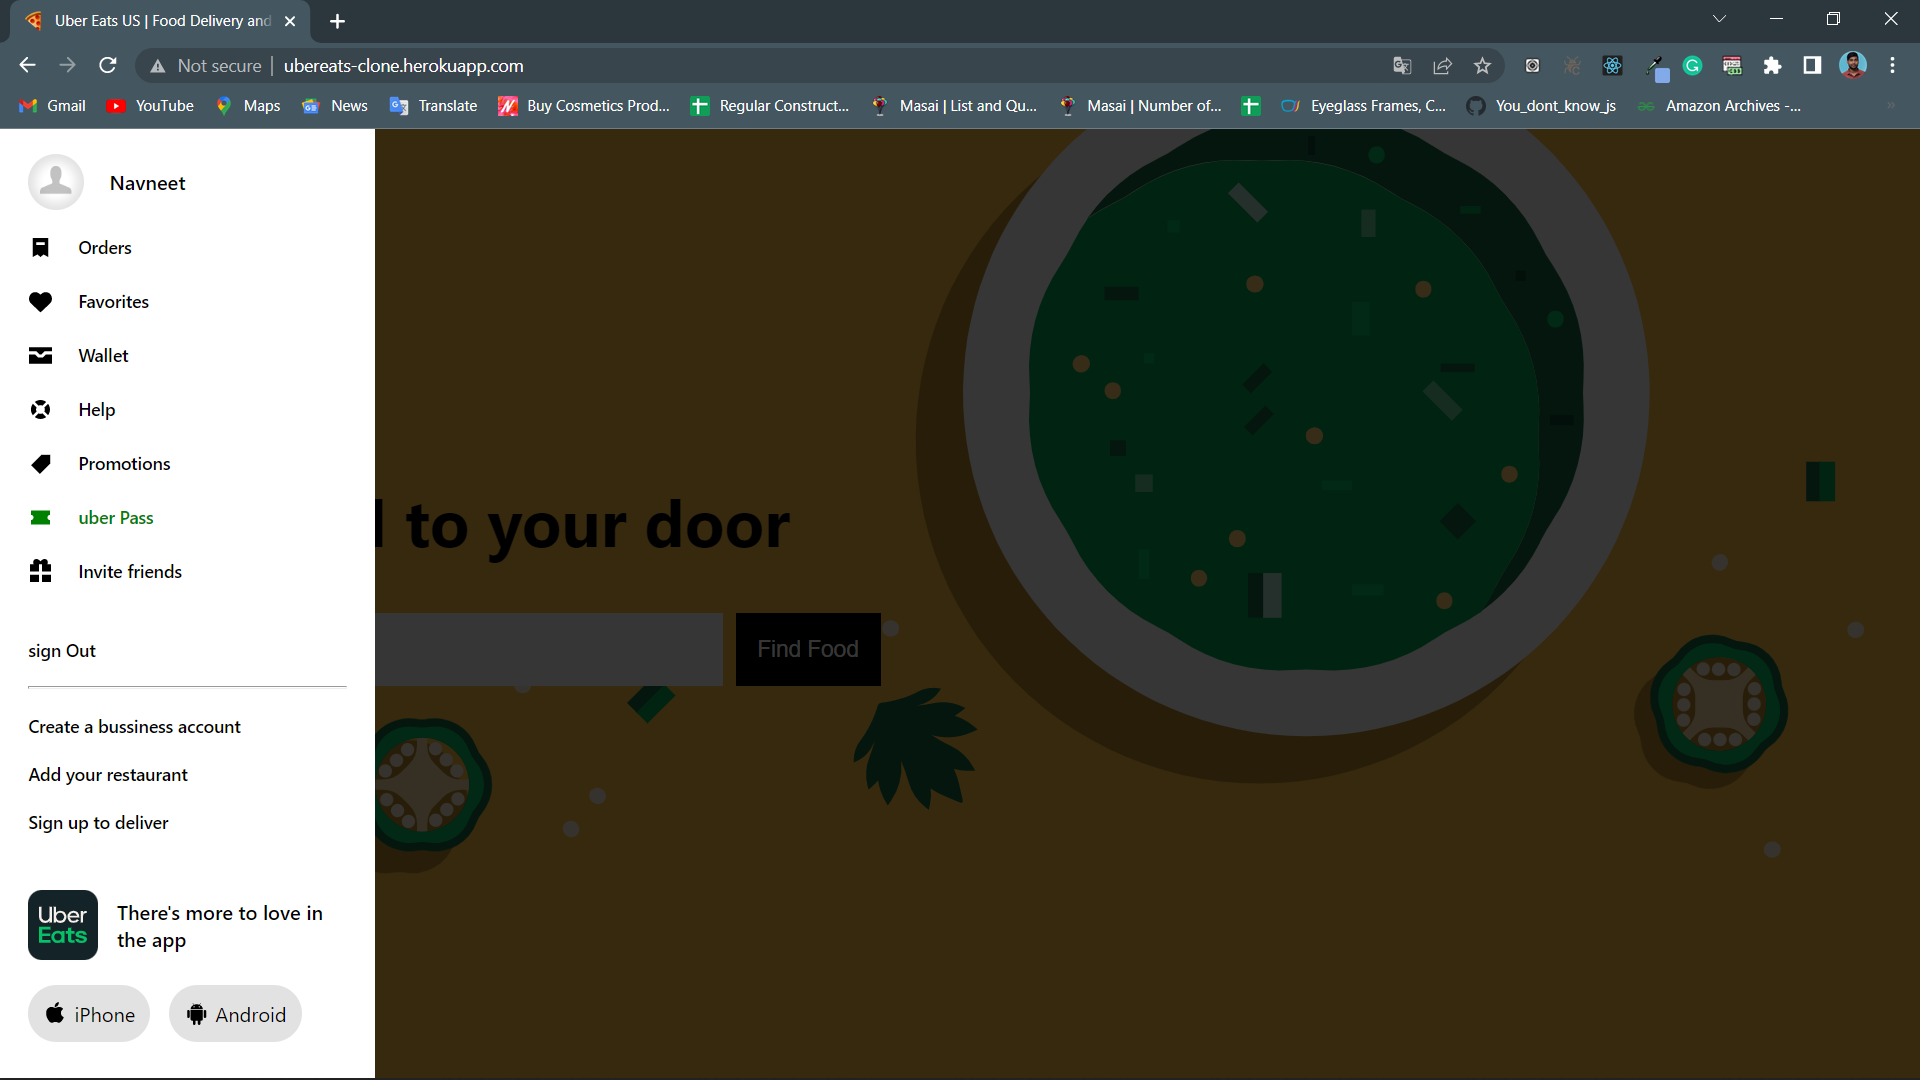 Uber Eats US | Food Delivery and
Not secure | ubereats-clone.herokuapp.com
Gmail YouTube Maps News Translate Buy Cosmetics Prod... Regular Construct... Masai | List and Qu... Masai | Number of... Eyeglass Frames, C... You_dont_know_js Amazon Archives -...
Navneet
Orders
Favorites
Wallet
Help
Promotions
uber Pass
Invite friends
sign Out
Create a bussiness account
Add your restaurant
Sign up to deliver
Uber
Eats
There's more to love in
the app
iPhone
Android
to your door
Find Food